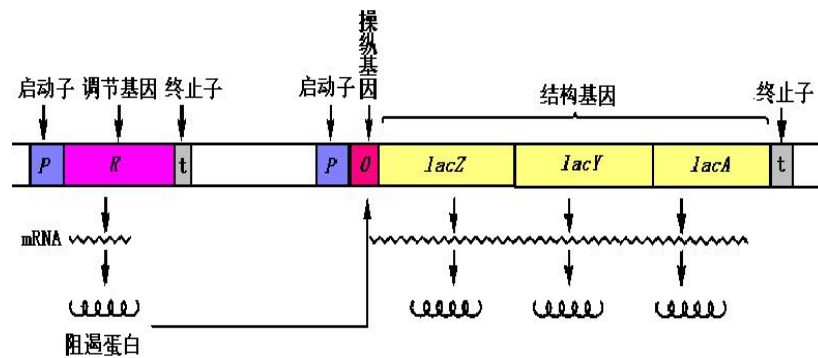 操纵基因
启动子 调节基因 终止子 启动子 结构基因 终止子
P R t P O lacZ lacY lacA t
mRNA
阻遏蛋白